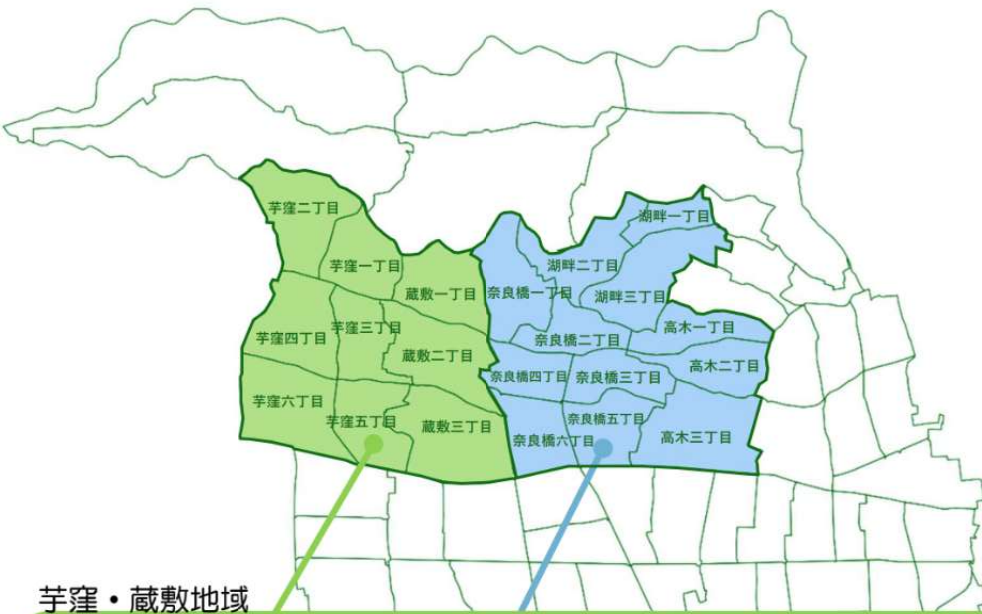 芋窪二丁目
芋窪一丁目
蔵敷一丁目
芋窪四丁目
芋窪三丁目
蔵敷二丁目
芋窪六丁目
芋窪五丁目
蔵敷三丁目
湖畔一丁目
湖畔二丁目
奈良橋一丁目
湖畔三丁目
高木一丁目
奈良橋二丁目
高木二丁目
奈良橋四丁目
奈良橋三丁目
奈良橋五丁目
高木三丁目
奈良橋六丁目
芋窪・蔵敷地域